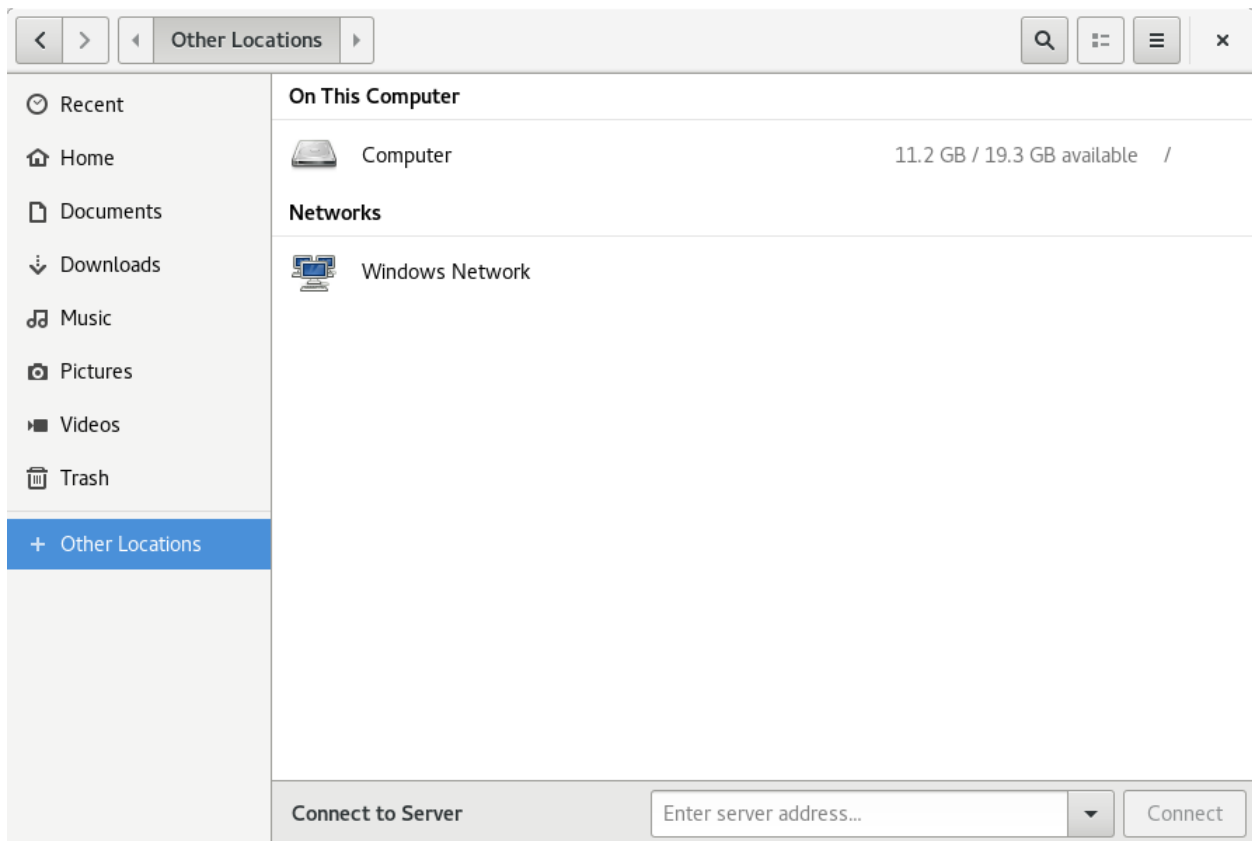 Other Locations
Recent
Home
Documents
Downloads
Music
Pictures
Videos
Trash
Other Locations
On This Computer
Computer 11.2 GB / 19.3 GB available /
Networks
Windows Network
Connect to Server Enter server address... Connect